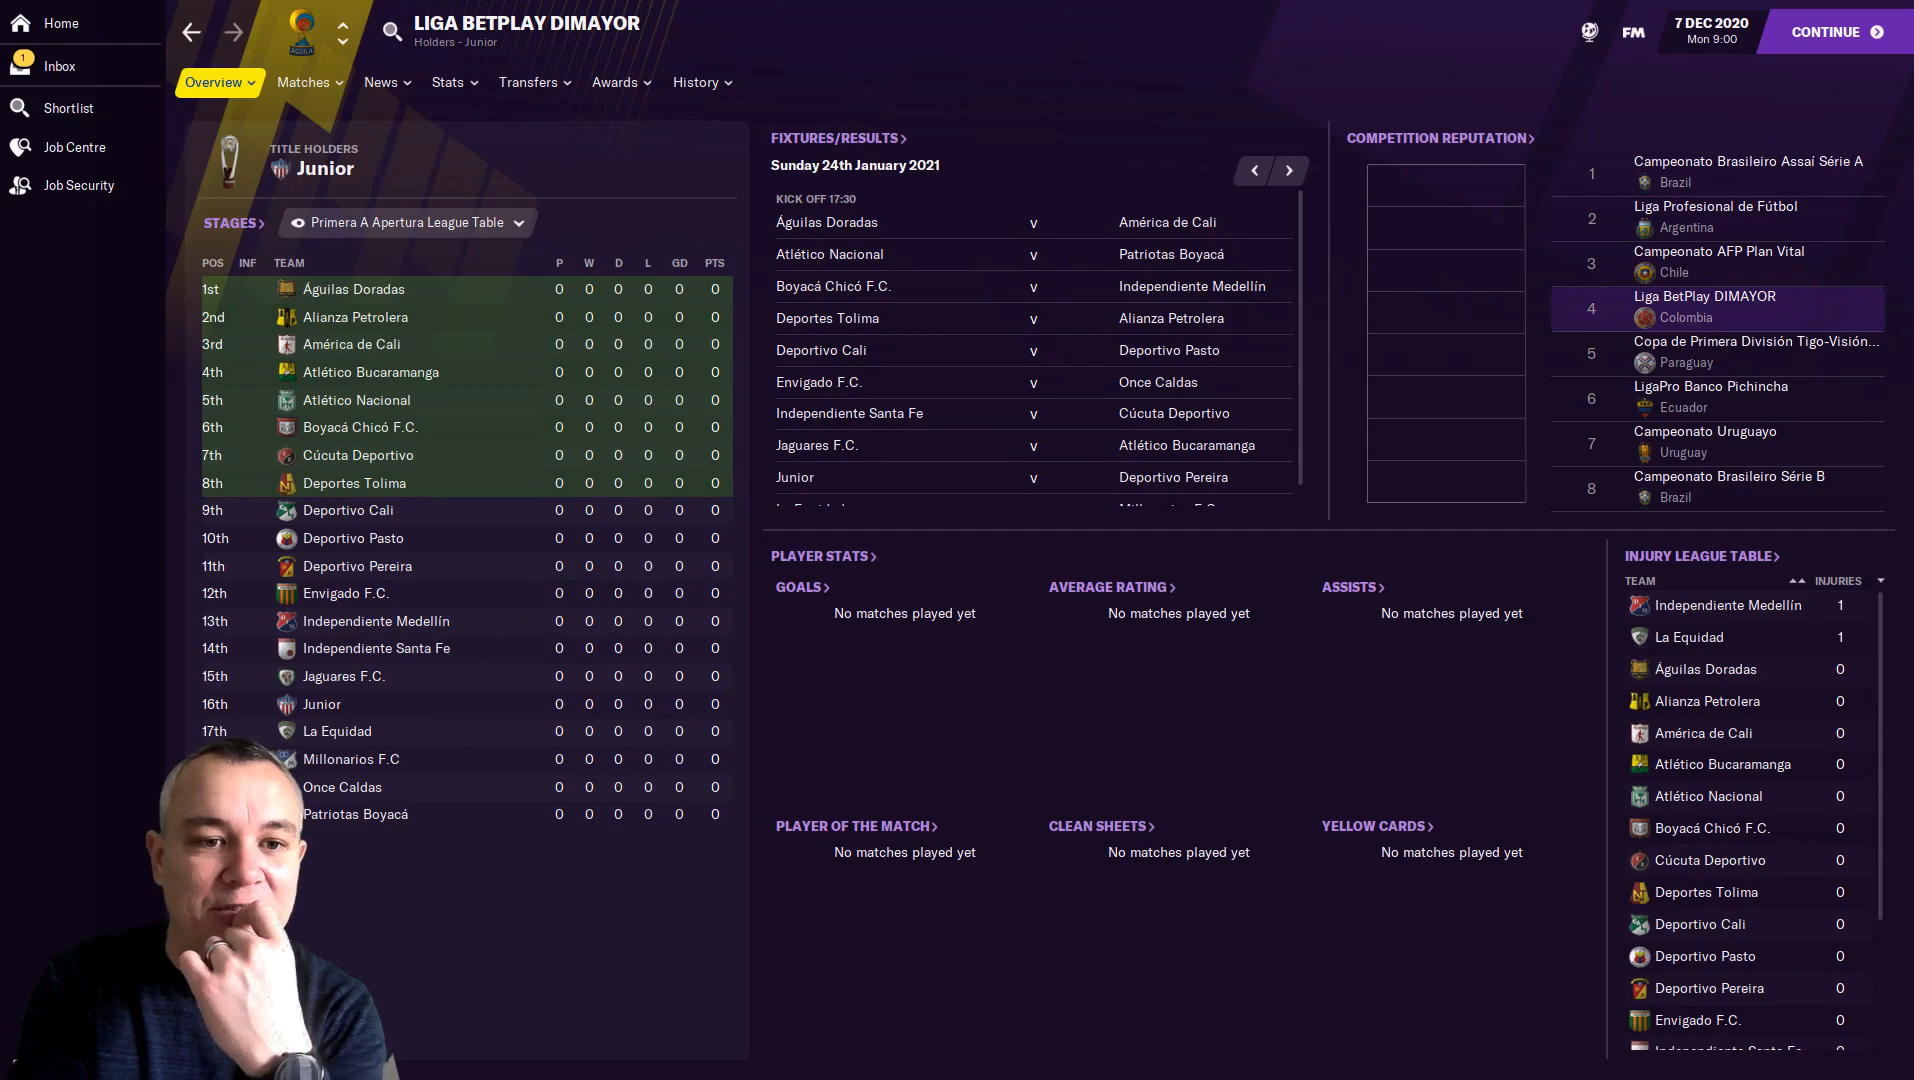 Home
1
Inbox
Shortlist
Job Centre
Job Security
AGUILA
LIGA BETPLAY DIMAYOR
Holders - Junior
FM
7 DEC 2020
Mon 9:00
CONTINUE
Overview
Matches
News
Stats
Transfers
Awards
History
TITLE HOLDERS
Junior
STAGES
Primera A Apertura League Table
POS INF TEAM P W D L GD PTS
1st Águilas Doradas 0 0 0 0 0 0
2nd Alianza Petrolera 0 0 0 0 0 0
3rd América de Cali 0 0 0 0 0 0
4th Atlético Bucaramanga 0 0 0 0 0 0
5th Atlético Nacional 0 0 0 0 0 0
6th Boyacá Chicó F.C. 0 0 0 0 0 0
7th Cúcuta Deportivo 0 0 0 0 0 0
8th Deportes Tolima 0 0 0 0 0 0
9th Deportivo Cali 0 0 0 0 0 0
10th Deportivo Pasto 0 0 0 0 0 0
11th Deportivo Pereira 0 0 0 0 0 0
12th Envigado F.C. 0 0 0 0 0 0
13th Independiente Medellín 0 0 0 0 0 0
14th Independiente Santa Fe 0 0 0 0 0 0
15th Jaguares F.C. 0 0 0 0 0 0
16th Junior 0 0 0 0 0 0
17th La Equidad 0 0 0 0 0 0
Millonarios F.C 0 0 0 0 0 0
Once Caldas 0 0 0 0 0 0
Patriotas Boyacá 0 0 0 0 0 0
FIXTURES/RESULTS
Sunday 24th January 2021
KICK OFF 17:30
Águilas Doradas v América de Cali
Atlético Nacional v Patriotas Boyacá
Boyacá Chicó F.C. v Independiente Medellín
Deportes Tolima v Alianza Petrolera
Deportivo Cali v Deportivo Pasto
Envigado F.C. v Once Caldas
Independiente Santa Fe v Cúcuta Deportivo
Jaguares F.C. v Atlético Bucaramanga
Junior v Deportivo Pereira
COMPETITION REPUTATION
1 Campeonato Brasileiro Assaí Série A
Brazil
2 Liga Profesional de Fútbol
Argentina
3 Campeonato AFP Plan Vital
Chile
4 Liga BetPlay DIMAYOR
Colombia
5 Copa de Primera División Tigo-Visión...
Paraguay
6 LigaPro Banco Pichincha
Ecuador
7 Campeonato Uruguayo
Uruguay
8 Campeonato Brasileiro Série B
Brazil
PLAYER STATS
GOALS
No matches played yet
AVERAGE RATING
No matches played yet
ASSISTS
No matches played yet
PLAYER OF THE MATCH
No matches played yet
CLEAN SHEETS
No matches played yet
YELLOW CARDS
No matches played yet
INJURY LEAGUE TABLE
TEAM INJURIES
Independiente Medellín 1
La Equidad 1
Águilas Doradas 0
Alianza Petrolera 0
América de Cali 0
Atlético Bucaramanga 0
Atlético Nacional 0
Boyacá Chicó F.C. 0
Cúcuta Deportivo 0
Deportes Tolima 0
Deportivo Cali 0
Deportivo Pasto 0
Deportivo Pereira 0
Envigado F.C. 0